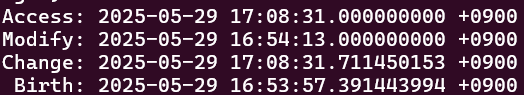 Access: 2025-05-29 17:08:31.000000000 +0900
Modify: 2025-05-29 16:54:13.000000000 +0900
Change: 2025-05-29 17:08:31.711450153 +0900
 Birth: 2025-05-29 16:53:57.391443994 +0900